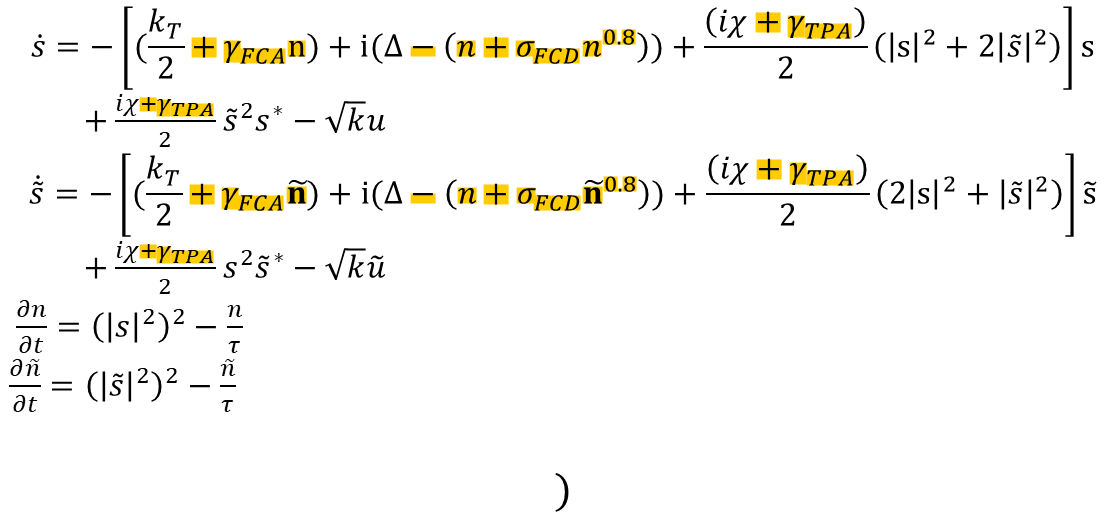 ṡ = − [(k_T/2 + γ_FCA n) + i(Δ − (n + σ_FCD n^0.8)) + (iχ + γ_TPA)/2 (|s|² + 2|s̃|²)] s
+ (iχ+γ_TPA)/2 s̃² s* − √k u
s̃̇ = − [(k_T/2 + γ_FCA ñ) + i(Δ − (n + σ_FCD ñ^0.8)) + (iχ + γ_TPA)/2 (2|s|² + |s̃|²)] s̃
+ (iχ+γ_TPA)/2 s² s̃* − √k ũ
∂n/∂t = (|s|²)² − n/τ
∂ñ/∂t = (|s̃|²)² − ñ/τ
)